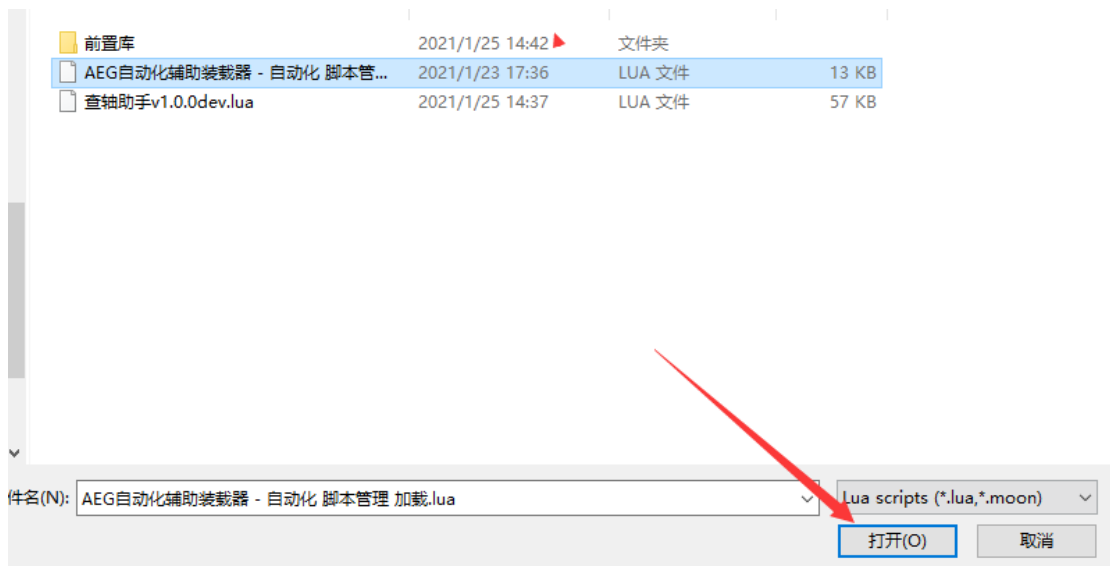 前置库 2021/1/25 14:42 文件夹
AEG自动化辅助装载器 - 自动化 脚本管... 2021/1/23 17:36 LUA 文件 13 KB
查轴助手v1.0.0dev.lua 2021/1/25 14:37 LUA 文件 57 KB
件名(N): AEG自动化辅助装载器 - 自动化 脚本管理 加载.lua Lua scripts (*.lua,*.moon)
打开(O) 取消